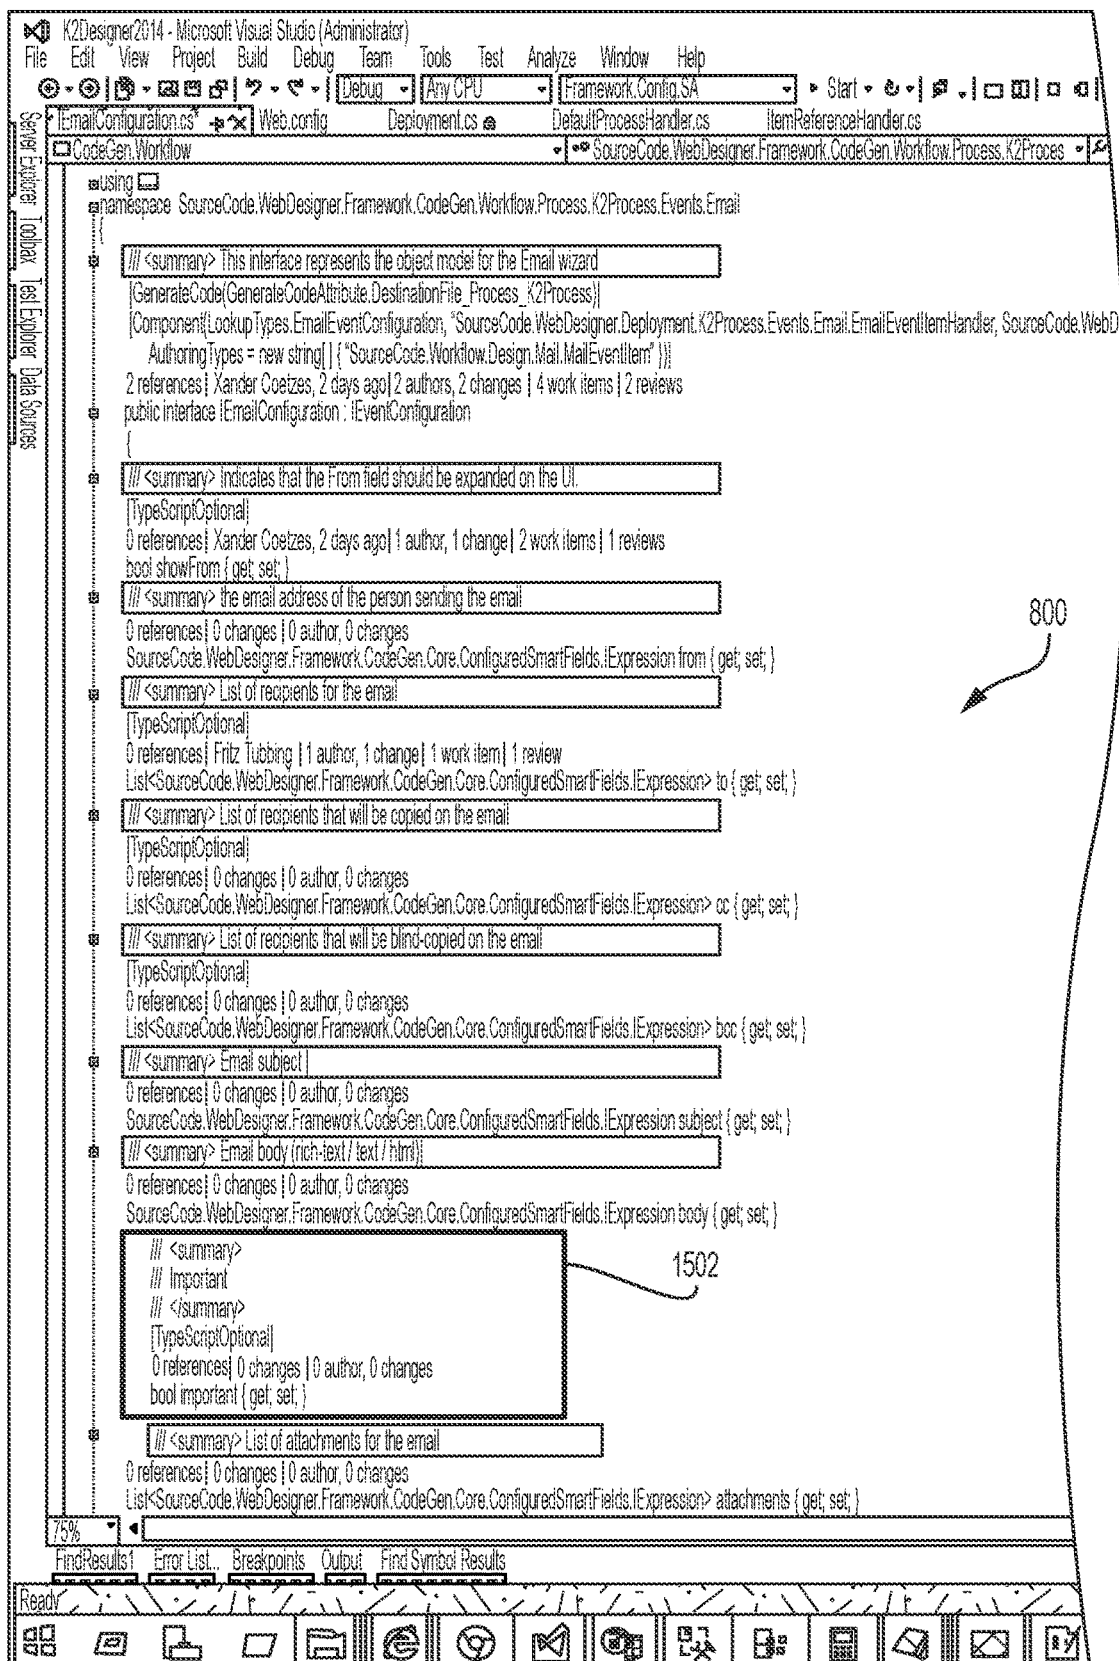 K2Designer2014 - Microsoft Visual Studio (Administrator)
File Edit View Project Build Debug Team Tools Test Analyze Window Help
Debug Any CPU Framework.Config.SA Start
IEmailConfiguration.cs* Web.config Deployment.cs DefaultProcessHandler.cs ItemReferenceHandler.cs
CodeGen.Workflow SourceCode.WebDesigner.Framework.CodeGen.Workflow.Process.K2Proces
Server Explorer Toolbax Test Explorer Data Sources
using
namespace SourceCode.WebDesigner.Framework.CodeGen.Workflow.Process.K2Process.Events.Email
{
/// <summary> This interface represents the object model for the Email wizard
[GenerateCode(GenerateCodeAttribute.DestinationFile_Process_K2Process)]
[Component(LookupTypes.EmailEventConfiguration, "SourceCode.WebDesigner.Deployment.K2Process.Events.Email.EmailEventItemHandler, SourceCode.WebD
AuthoringTypes = new string[ ] { "SourceCode.Workflow.Design.Mail.MailEventItem" })]
2 references| Xander Coetzes, 2 days ago| 2 authors, 2 changes | 4 work items | 2 reviews
public interface IEmailConfiguration : IEventConfiguration
{
/// <summary> Indicates that the From field should be expanded on the UI.
[TypeScriptOptional]
0 references| Xander Coetzes, 2 days ago| 1 author, 1 change| 2 work items | 1 reviews
bool showFrom { get; set; }
/// <summary> the email address of the person sending the email
0 references| 0 changes | 0 author, 0 changes
SourceCode.WebDesigner.Framework.CodeGen.Core.ConfiguredSmartFields.IExpression from { get; set; }
800
/// <summary> List of recipients for the email
[TypeScriptOptional]
0 references| Fritz Tubbing | 1 author, 1 change| 1 work item| 1 review
List<SourceCode.WebDesigner.Framework.CodeGen.Core.ConfiguredSmartFields.IExpression> to { get; set; }
/// <summary> List of recipients that will be copied on the email
[TypeScriptOptional]
0 references| 0 changes | 0 author, 0 changes
List<SourceCode.WebDesigner.Framework.CodeGen.Core.ConfiguredSmartFields.IExpression> cc { get; set; }
/// <summary> List of recipients that will be blind-copied on the email
[TypeScriptOptional]
0 references| 0 changes | 0 author, 0 changes
List<SourceCode.WebDesigner.Framework.CodeGen.Core.ConfiguredSmartFields.IExpression> bcc { get; set; }
/// <summary> Email subject |
0 references| 0 changes | 0 author, 0 changes
SourceCode.WebDesigner.Framework.CodeGen.Core.ConfiguredSmartFields.IExpression subject { get; set; }
/// <summary> Email body (rich-text / text / html)|
0 references| 0 changes | 0 author, 0 changes
SourceCode.WebDesigner.Framework.CodeGen.Core.ConfiguredSmartFields.IExpression body { get; set; }
/// <summary>
/// Important
/// </summary>
[TypeScriptOptional]
0 references| 0 changes | 0 author, 0 changes
bool important { get; set; }
1502
/// <summary> List of attachments for the email
0 references| 0 changes | 0 author, 0 changes
List<SourceCode.WebDesigner.Framework.CodeGen.Core.ConfiguredSmartFields.IExpression> attachments { get; set; }
75%
FindResults1 Error List... Breakpoints Output Find Symbol Results
Ready